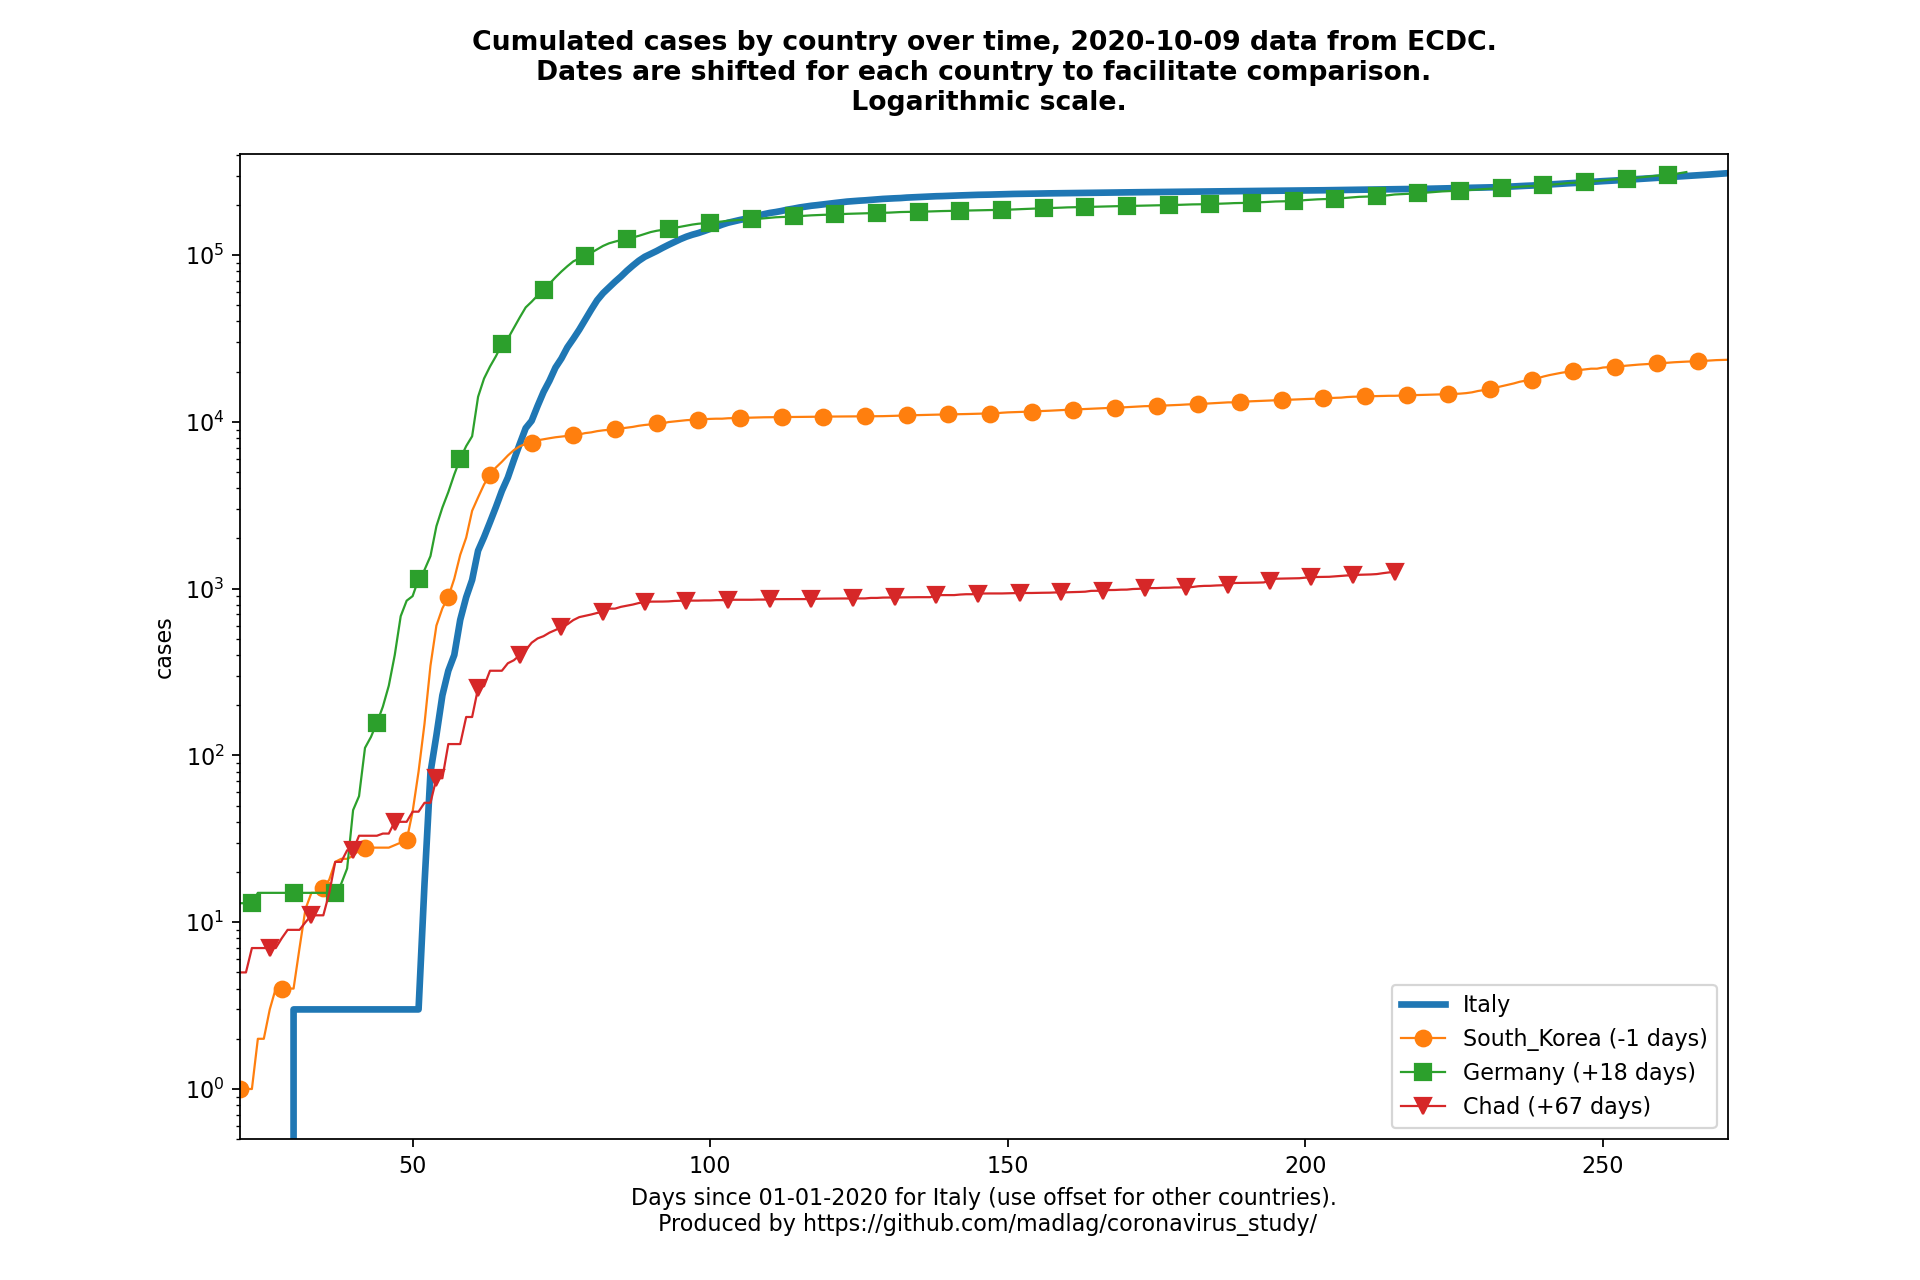 Cumulated cases by country over time, 2020-10-09 data from ECDC.
Dates are shifted for each country to facilitate comparison.
Logarithmic scale.
10^5
10^4
10^3
10^2
10^1
10^0
cases
Italy
South_Korea (-1 days)
Germany (+18 days)
Chad (+67 days)
50 100 150 200 250
Days since 01-01-2020 for Italy (use offset for other countries).
Produced by https://github.com/madlag/coronavirus_study/